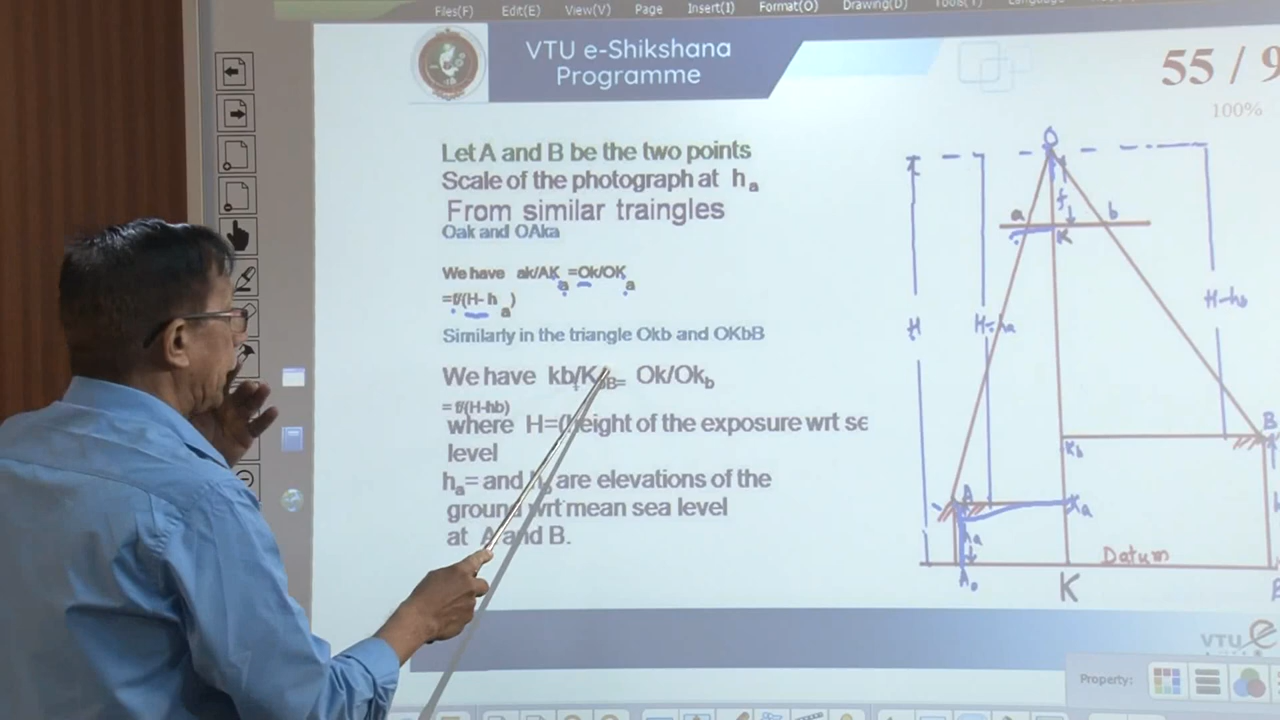 Files(F) Edit(E) View(V) Page Insert(I) Format(O) Drawing(D) Tools(T)
VTU e-Shikshana
Programme
55 / 9
100%
Let A and B be the two points
Scale of the photograph at ha
From similar traingles
Oak and OAka
We have ak/AKa =Ok/OKa
=f/(H- ha)
Similarly in the triangle Okb and OKbB
We have kb/KbB= Ok/Okb
= f/(H-hb)
where H=(height of the exposure wrt se
level
ha= and hb are elevations of the
ground wrt mean sea level
at A and B.
O
f
a
b
K
H
H-ha
H-hb
B
Kb
A
Ka
ha
Datum
A0
K
VTU e
Property: